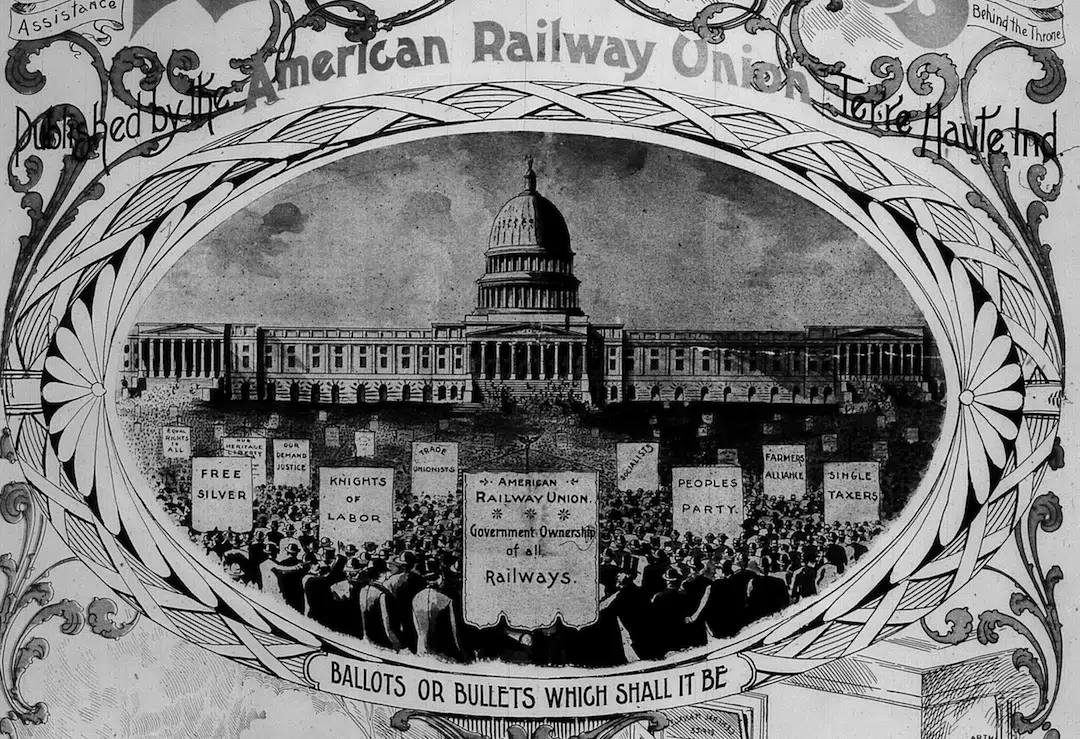 Assistance
Behind the Throne
American Railway Union
Published by the
Terre Haute Ind.
EQUAL
RIGHTS
TO
ALL
OUR
HERITAGE
LIBERTY
OUR
DEMAND
JUSTICE
TRADE
UNIONISTS
SOCIALISTS
FARMERS
ALLIANCE
FREE
SILVER
KNIGHTS
OF
LABOR
AMERICAN
RAILWAY UNION.
Government Ownership
of all
Railways.
PEOPLES
PARTY.
SINGLE
TAXERS
BALLOTS OR BULLETS WHICH SHALL IT BE